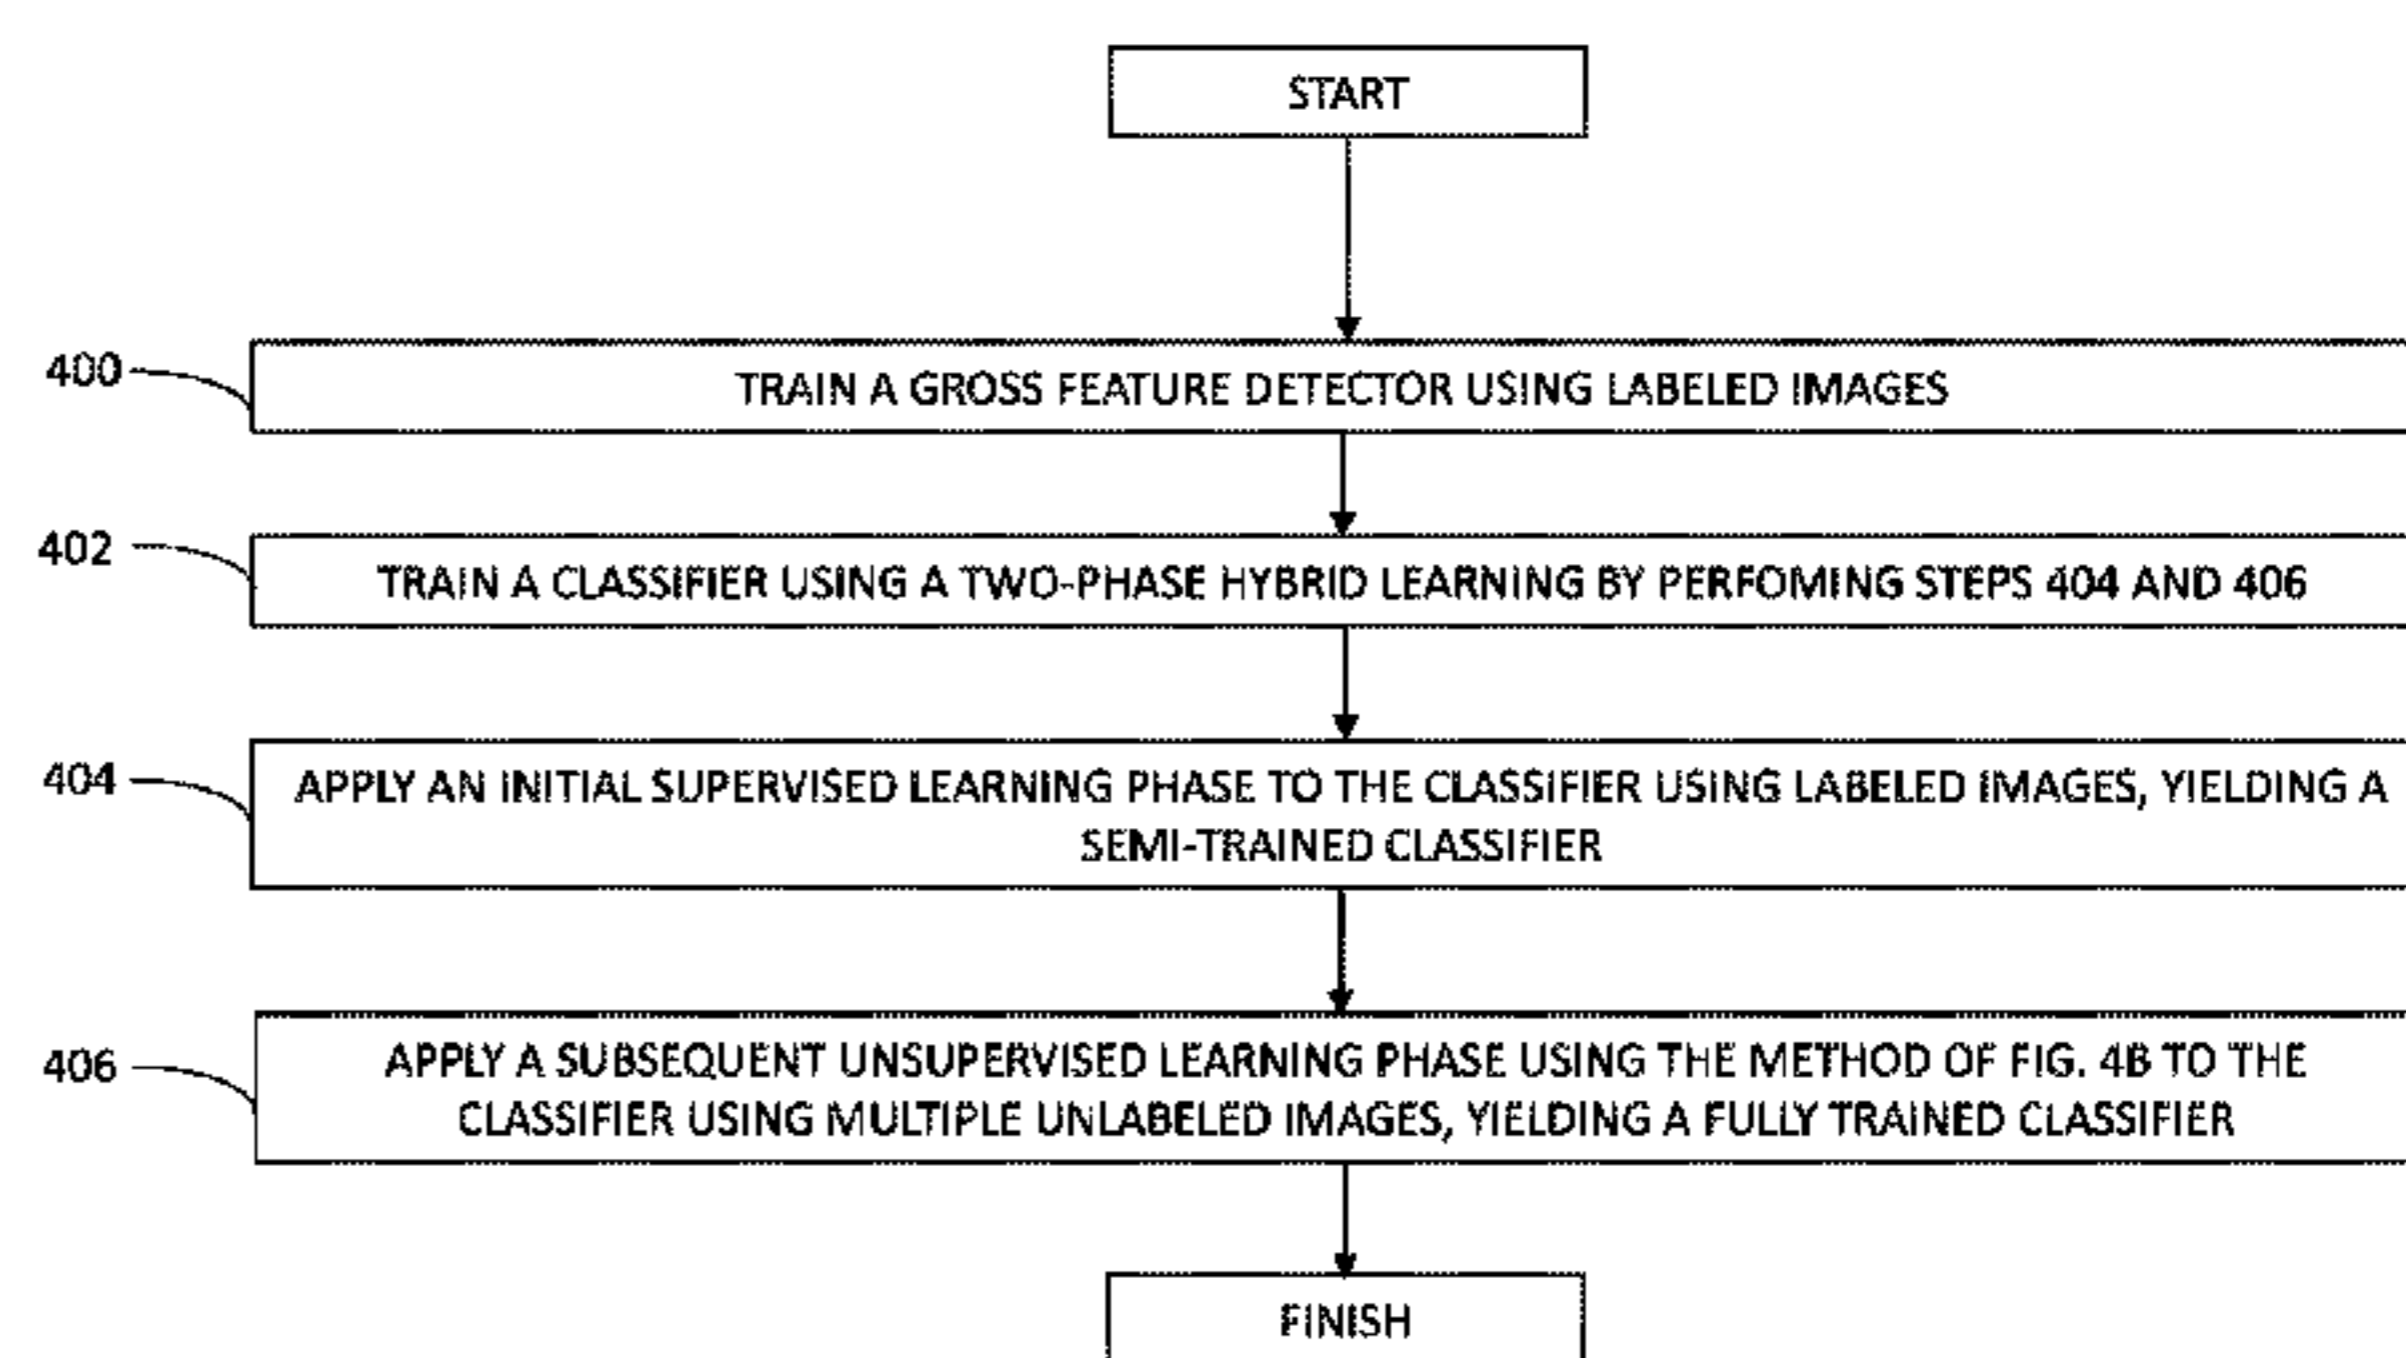 START
400
TRAIN A GROSS FEATURE DETECTOR USING LABELED IMAGES
402
TRAIN A CLASSIFIER USING A TWO-PHASE HYBRID LEARNING BY PERFOMING STEPS 404 AND 406
404
APPLY AN INITIAL SUPERVISED LEARNING PHASE TO THE CLASSIFIER USING LABELED IMAGES, YIELDING A
SEMI-TRAINED CLASSIFIER
406
APPLY A SUBSEQUENT UNSUPERVISED LEARNING PHASE USING THE METHOD OF FIG. 4B TO THE
CLASSIFIER USING MULTIPLE UNLABELED IMAGES, YIELDING A FULLY TRAINED CLASSIFIER
FINISH